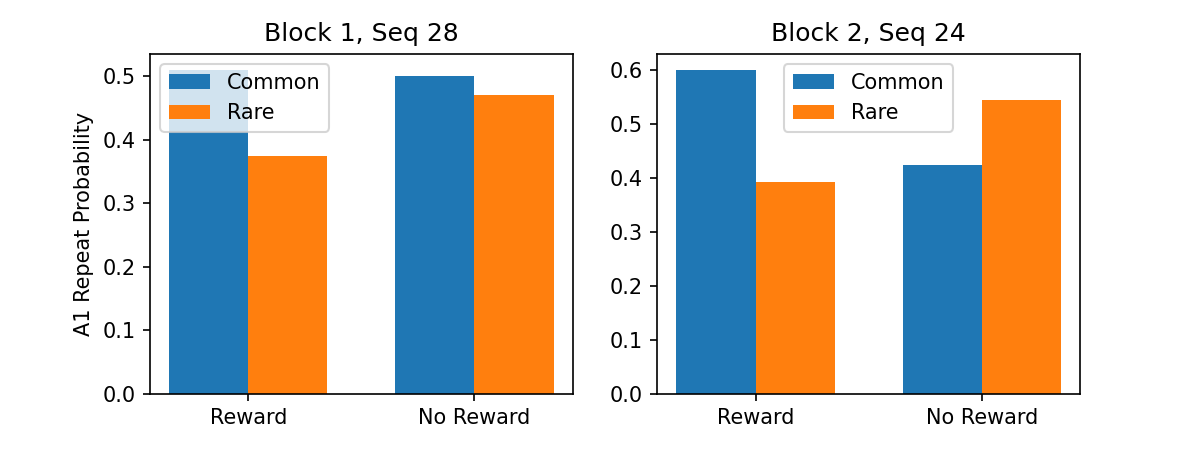 Block 1, Seq 28
A1 Repeat Probability
0.5
0.4
0.3
0.2
0.1
0.0
Common
Rare
Reward
No Reward
Block 2, Seq 24
0.6
0.5
0.4
0.3
0.2
0.1
0.0
Common
Rare
Reward
No Reward